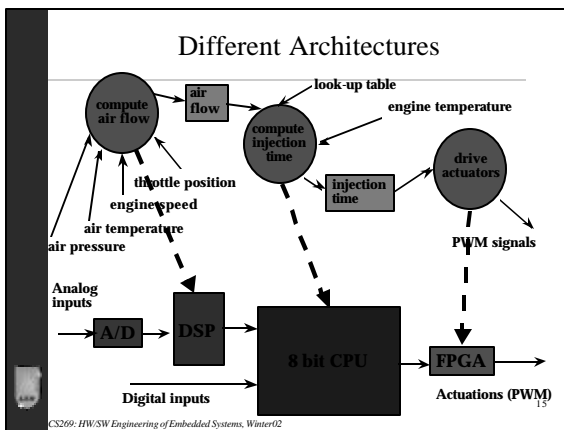 Different Architectures
look-up table
air
flow
compute
air flow
engine temperature
compute
injection
time
drive
actuators
throttle position
injection
time
engine speed
air temperature
air pressure
PWM signals
Analog
inputs
A/D
DSP
8 bit CPU
FPGA
Digital inputs
Actuations (PWM)
15
CS269: HW/SW Engineering of Embedded Systems, Winter02